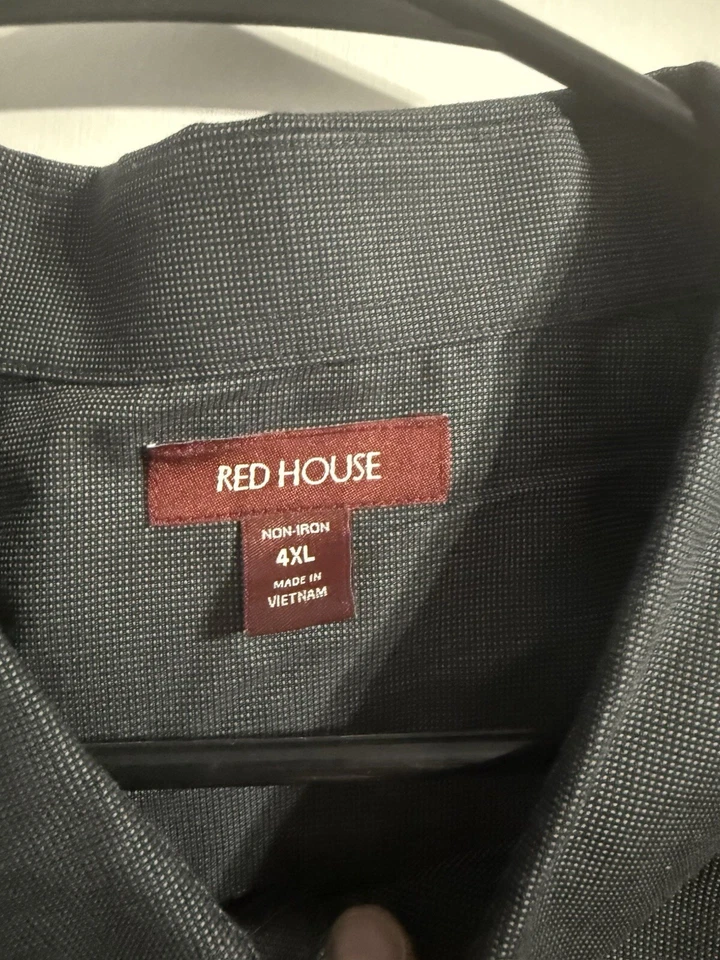 RED HOUSE
NON-IRON
4XL
MADE IN
VIETNAM